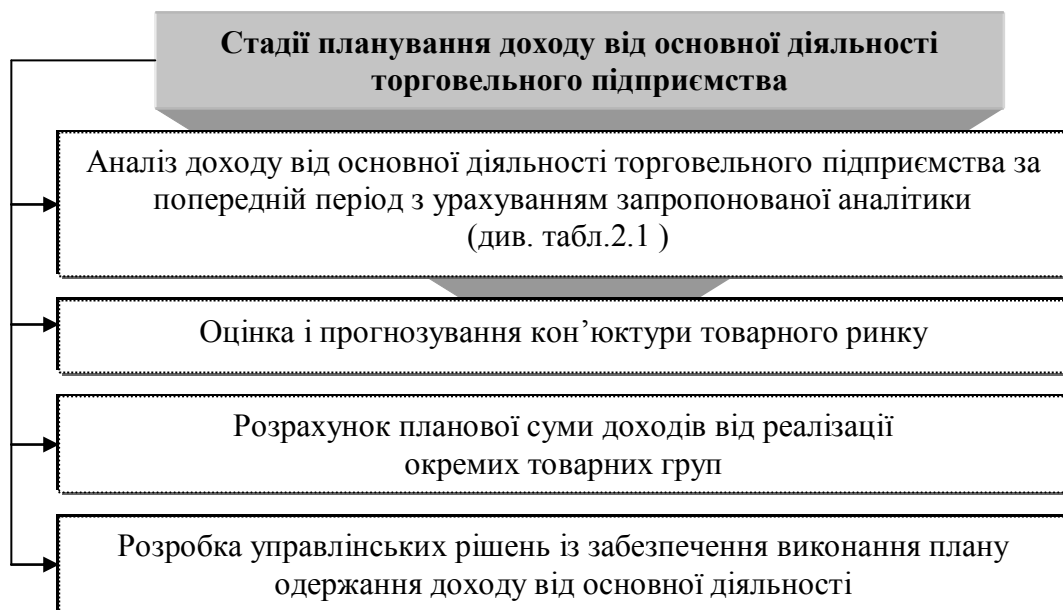 Стадії планування доходу від основної діяльності
торговельного підприємства
Аналіз доходу від основної діяльності торговельного підприємства за
попередній період з урахуванням запропонованої аналітики
(див. табл.2.1 )
Оцінка і прогнозування кон’юктури товарного ринку
Розрахунок планової суми доходів від реалізації
окремих товарних груп
Розробка управлінських рішень із забезпечення виконання плану
одержання доходу від основної діяльності